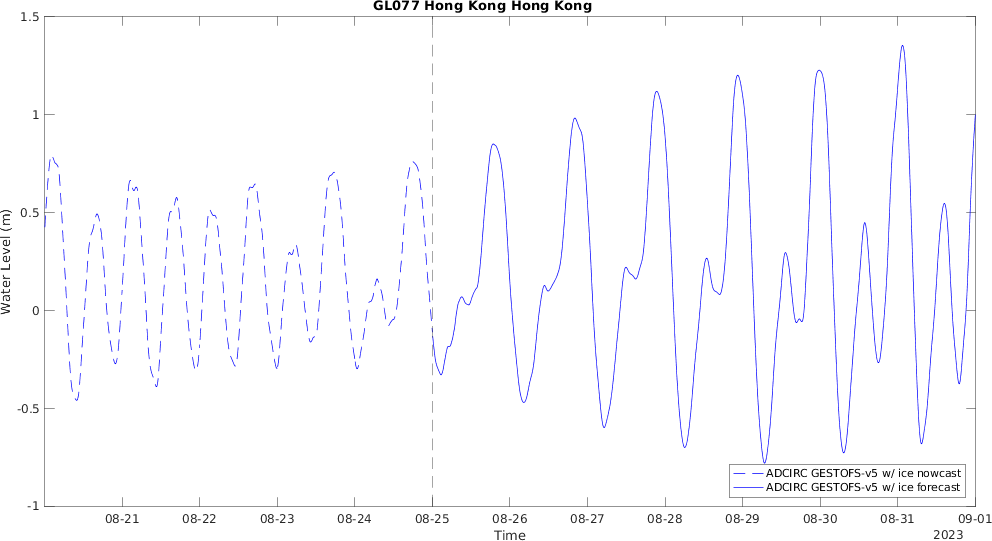 GL077 Hong Kong Hong Kong
Water Level (m)
1.5
1
0.5
0
-0.5
-1
ADCIRC GESTOFS-v5 w/ ice nowcast
ADCIRC GESTOFS-v5 w/ ice forecast
08-21 08-22 08-23 08-24 08-25 08-26 08-27 08-28 08-29 08-30 08-31 09-01
Time
2023